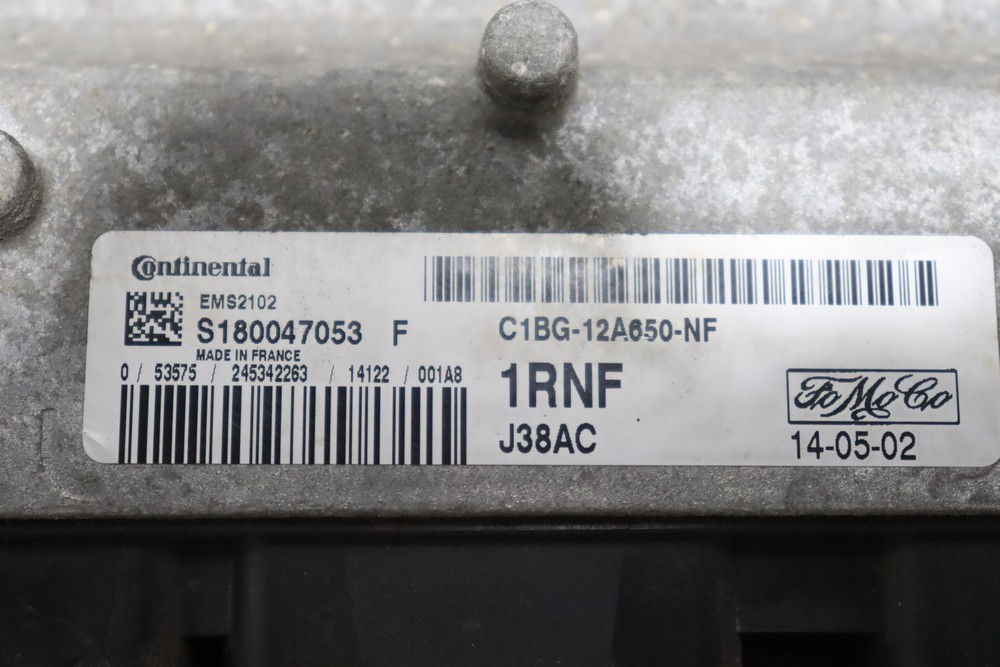 Continental
EMS2102
S180047053 F
MADE IN FRANCE
0 / 53575 / 245342263 / 14122 / 001A8
C1BG-12A650-NF
1RNF
J38AC
FoMoCo
14-05-02